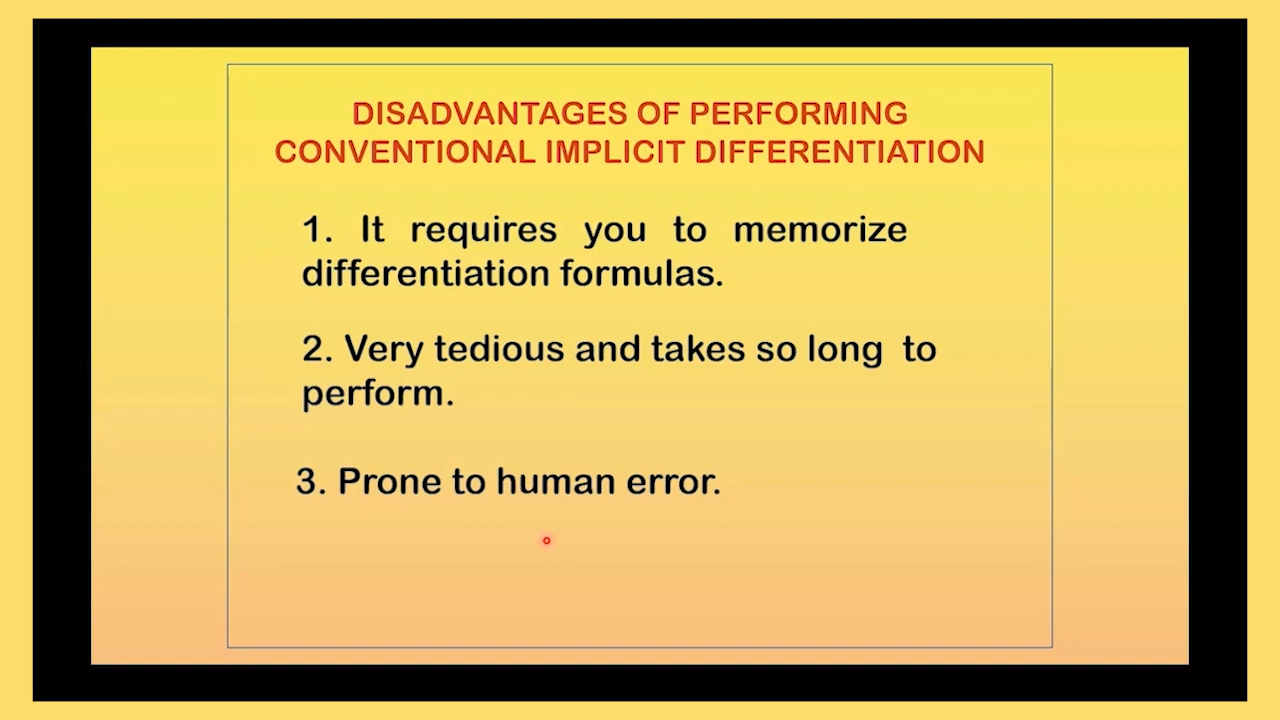 DISADVANTAGES OF PERFORMING
CONVENTIONAL IMPLICIT DIFFERENTIATION
1. It requires you to memorize
differentiation formulas.
2. Very tedious and takes so long to
perform.
3. Prone to human error.